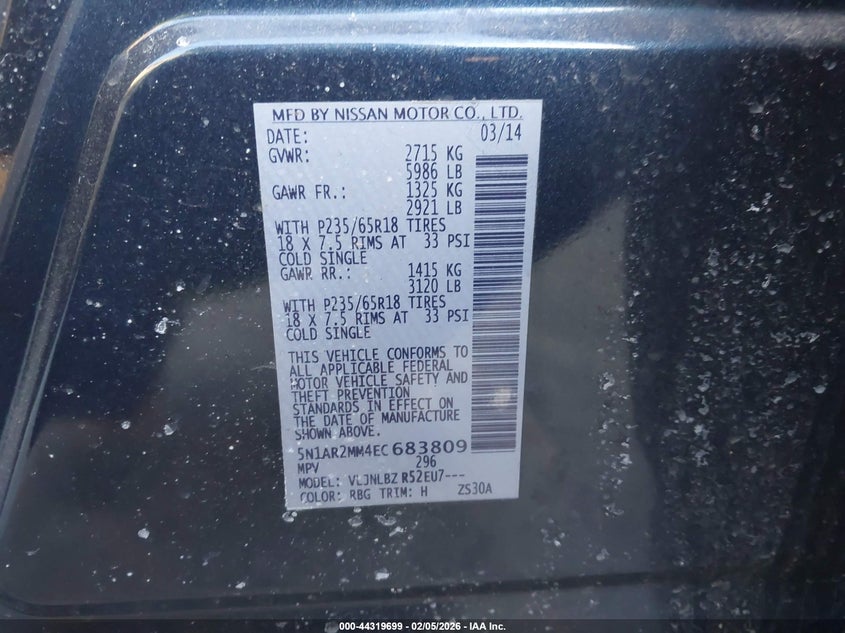 MFD BY NISSAN MOTOR CO., LTD.
DATE: 03/14
GVWR: 2715 KG
5986 LB
GAWR FR.: 1325 KG
2921 LB
WITH P235/65R18 TIRES
18 X 7.5 RIMS AT 33 PSI
COLD SINGLE
GAWR RR.: 1415 KG
3120 LB
WITH P235/65R18 TIRES
18 X 7.5 RIMS AT 33 PSI
COLD SINGLE
THIS VEHICLE CONFORMS TO
ALL APPLICABLE FEDERAL
MOTOR VEHICLE SAFETY AND
THEFT PREVENTION
STANDARDS IN EFFECT ON
THE DATE OF MANUFACTURE
SHOWN ABOVE.
5N1AR2MM4EC683809
MPV 296
MODEL: VLJNLBZ R52EU7---
COLOR: RBG TRIM: H ZS30A
000-44319699 - 02/05/2026 - IAA Inc.